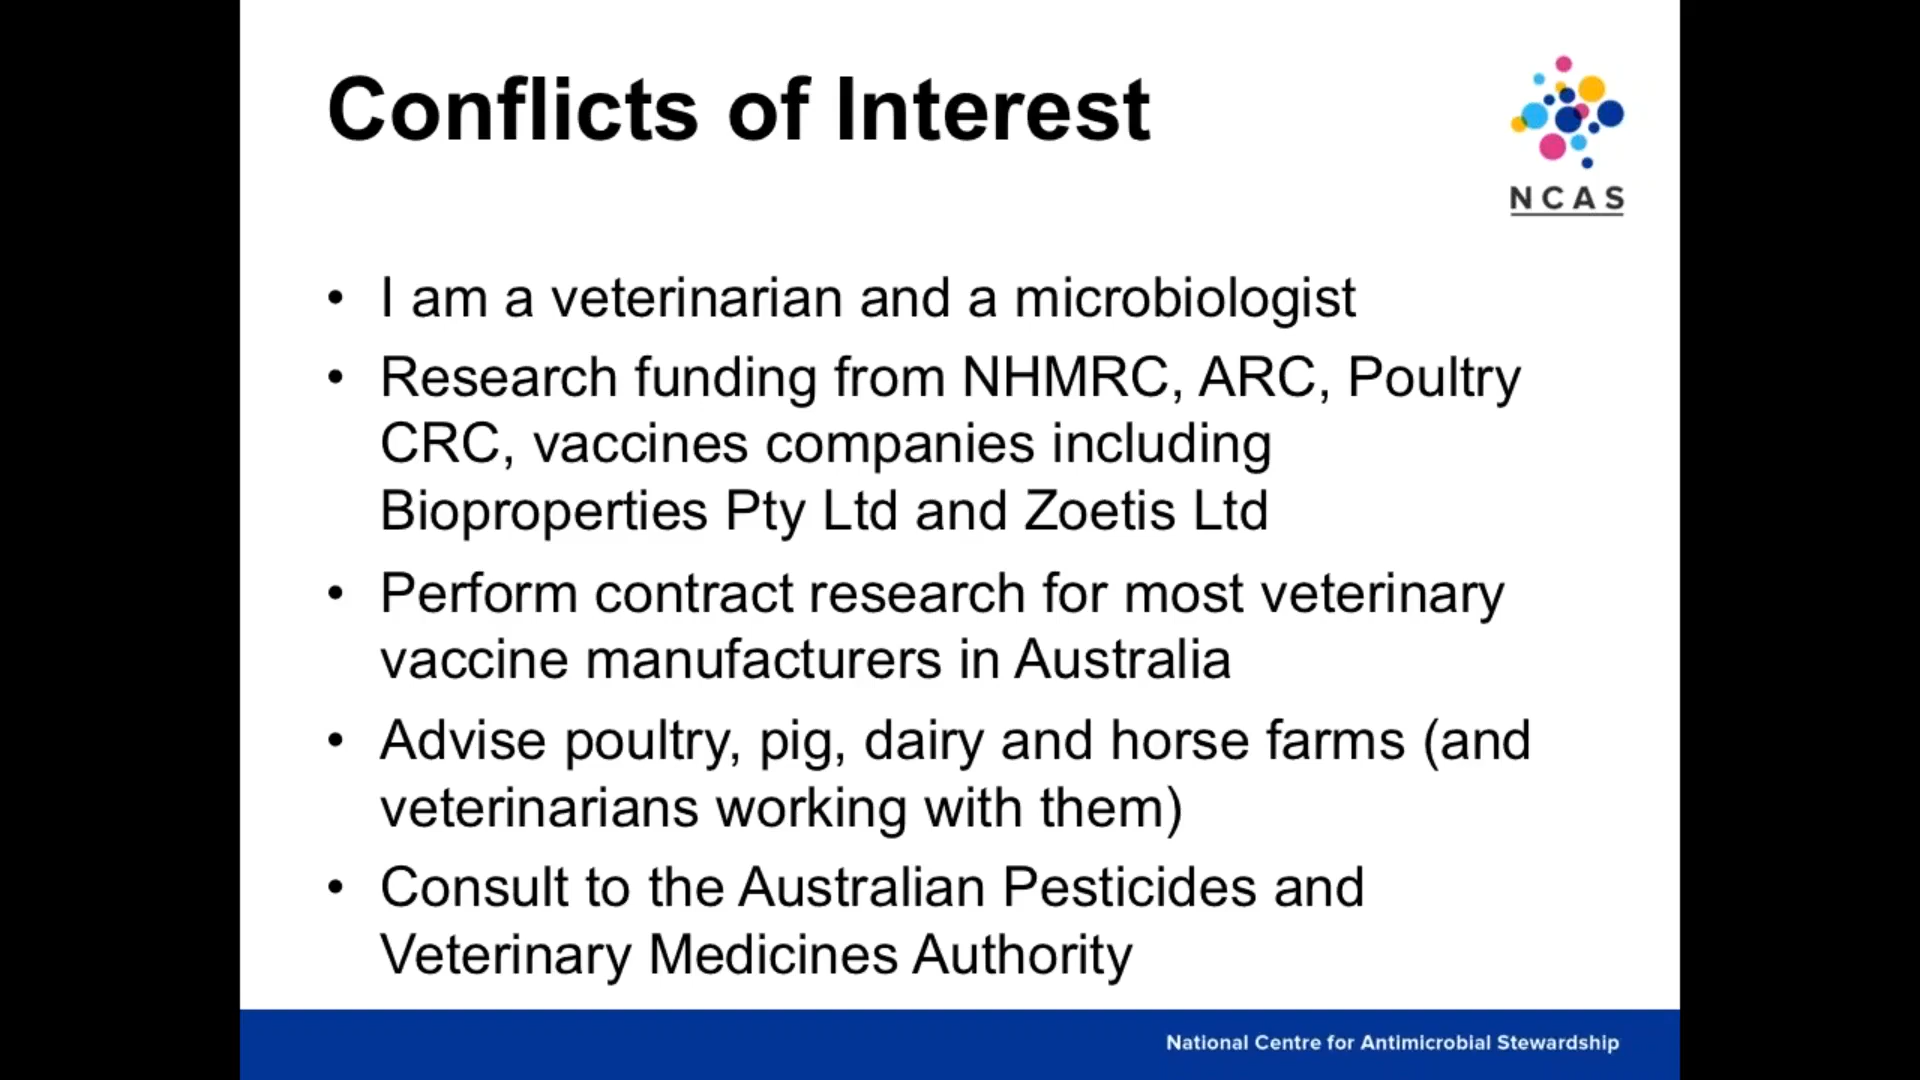 Conflicts of Interest
NCAS
• I am a veterinarian and a microbiologist
• Research funding from NHMRC, ARC, Poultry
CRC, vaccines companies including
Bioproperties Pty Ltd and Zoetis Ltd
• Perform contract research for most veterinary
vaccine manufacturers in Australia
• Advise poultry, pig, dairy and horse farms (and
veterinarians working with them)
• Consult to the Australian Pesticides and
Veterinary Medicines Authority
National Centre for Antimicrobial Stewardship